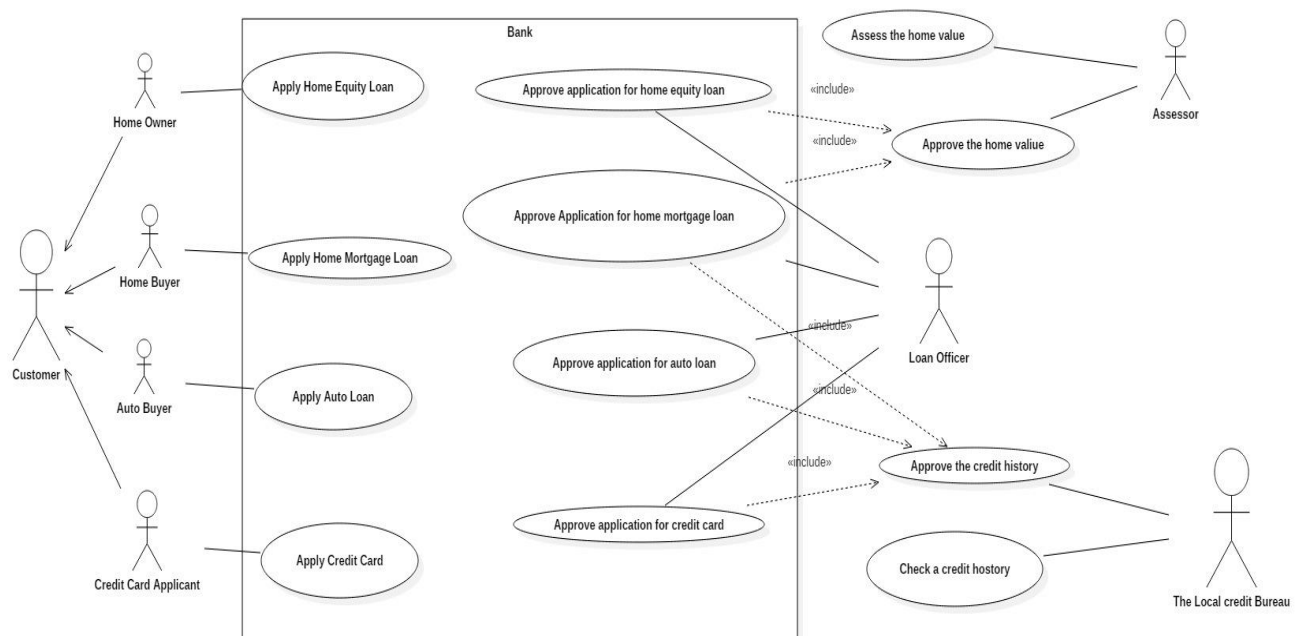 Bank
Assess the home value
Home Owner
Apply Home Equity Loan
Approve application for home equity loan
«include»
Assessor
«include»
Approve the home valiue
Home Buyer
Apply Home Mortgage Loan
Approve Application for home mortgage loan
Customer
Loan Officer
«include»
Auto Buyer
Apply Auto Loan
Approve application for auto loan
«include»
«include»
Approve the credit history
Credit Card Applicant
Apply Credit Card
Approve application for credit card
Check a credit hostory
The Local credit Bureau